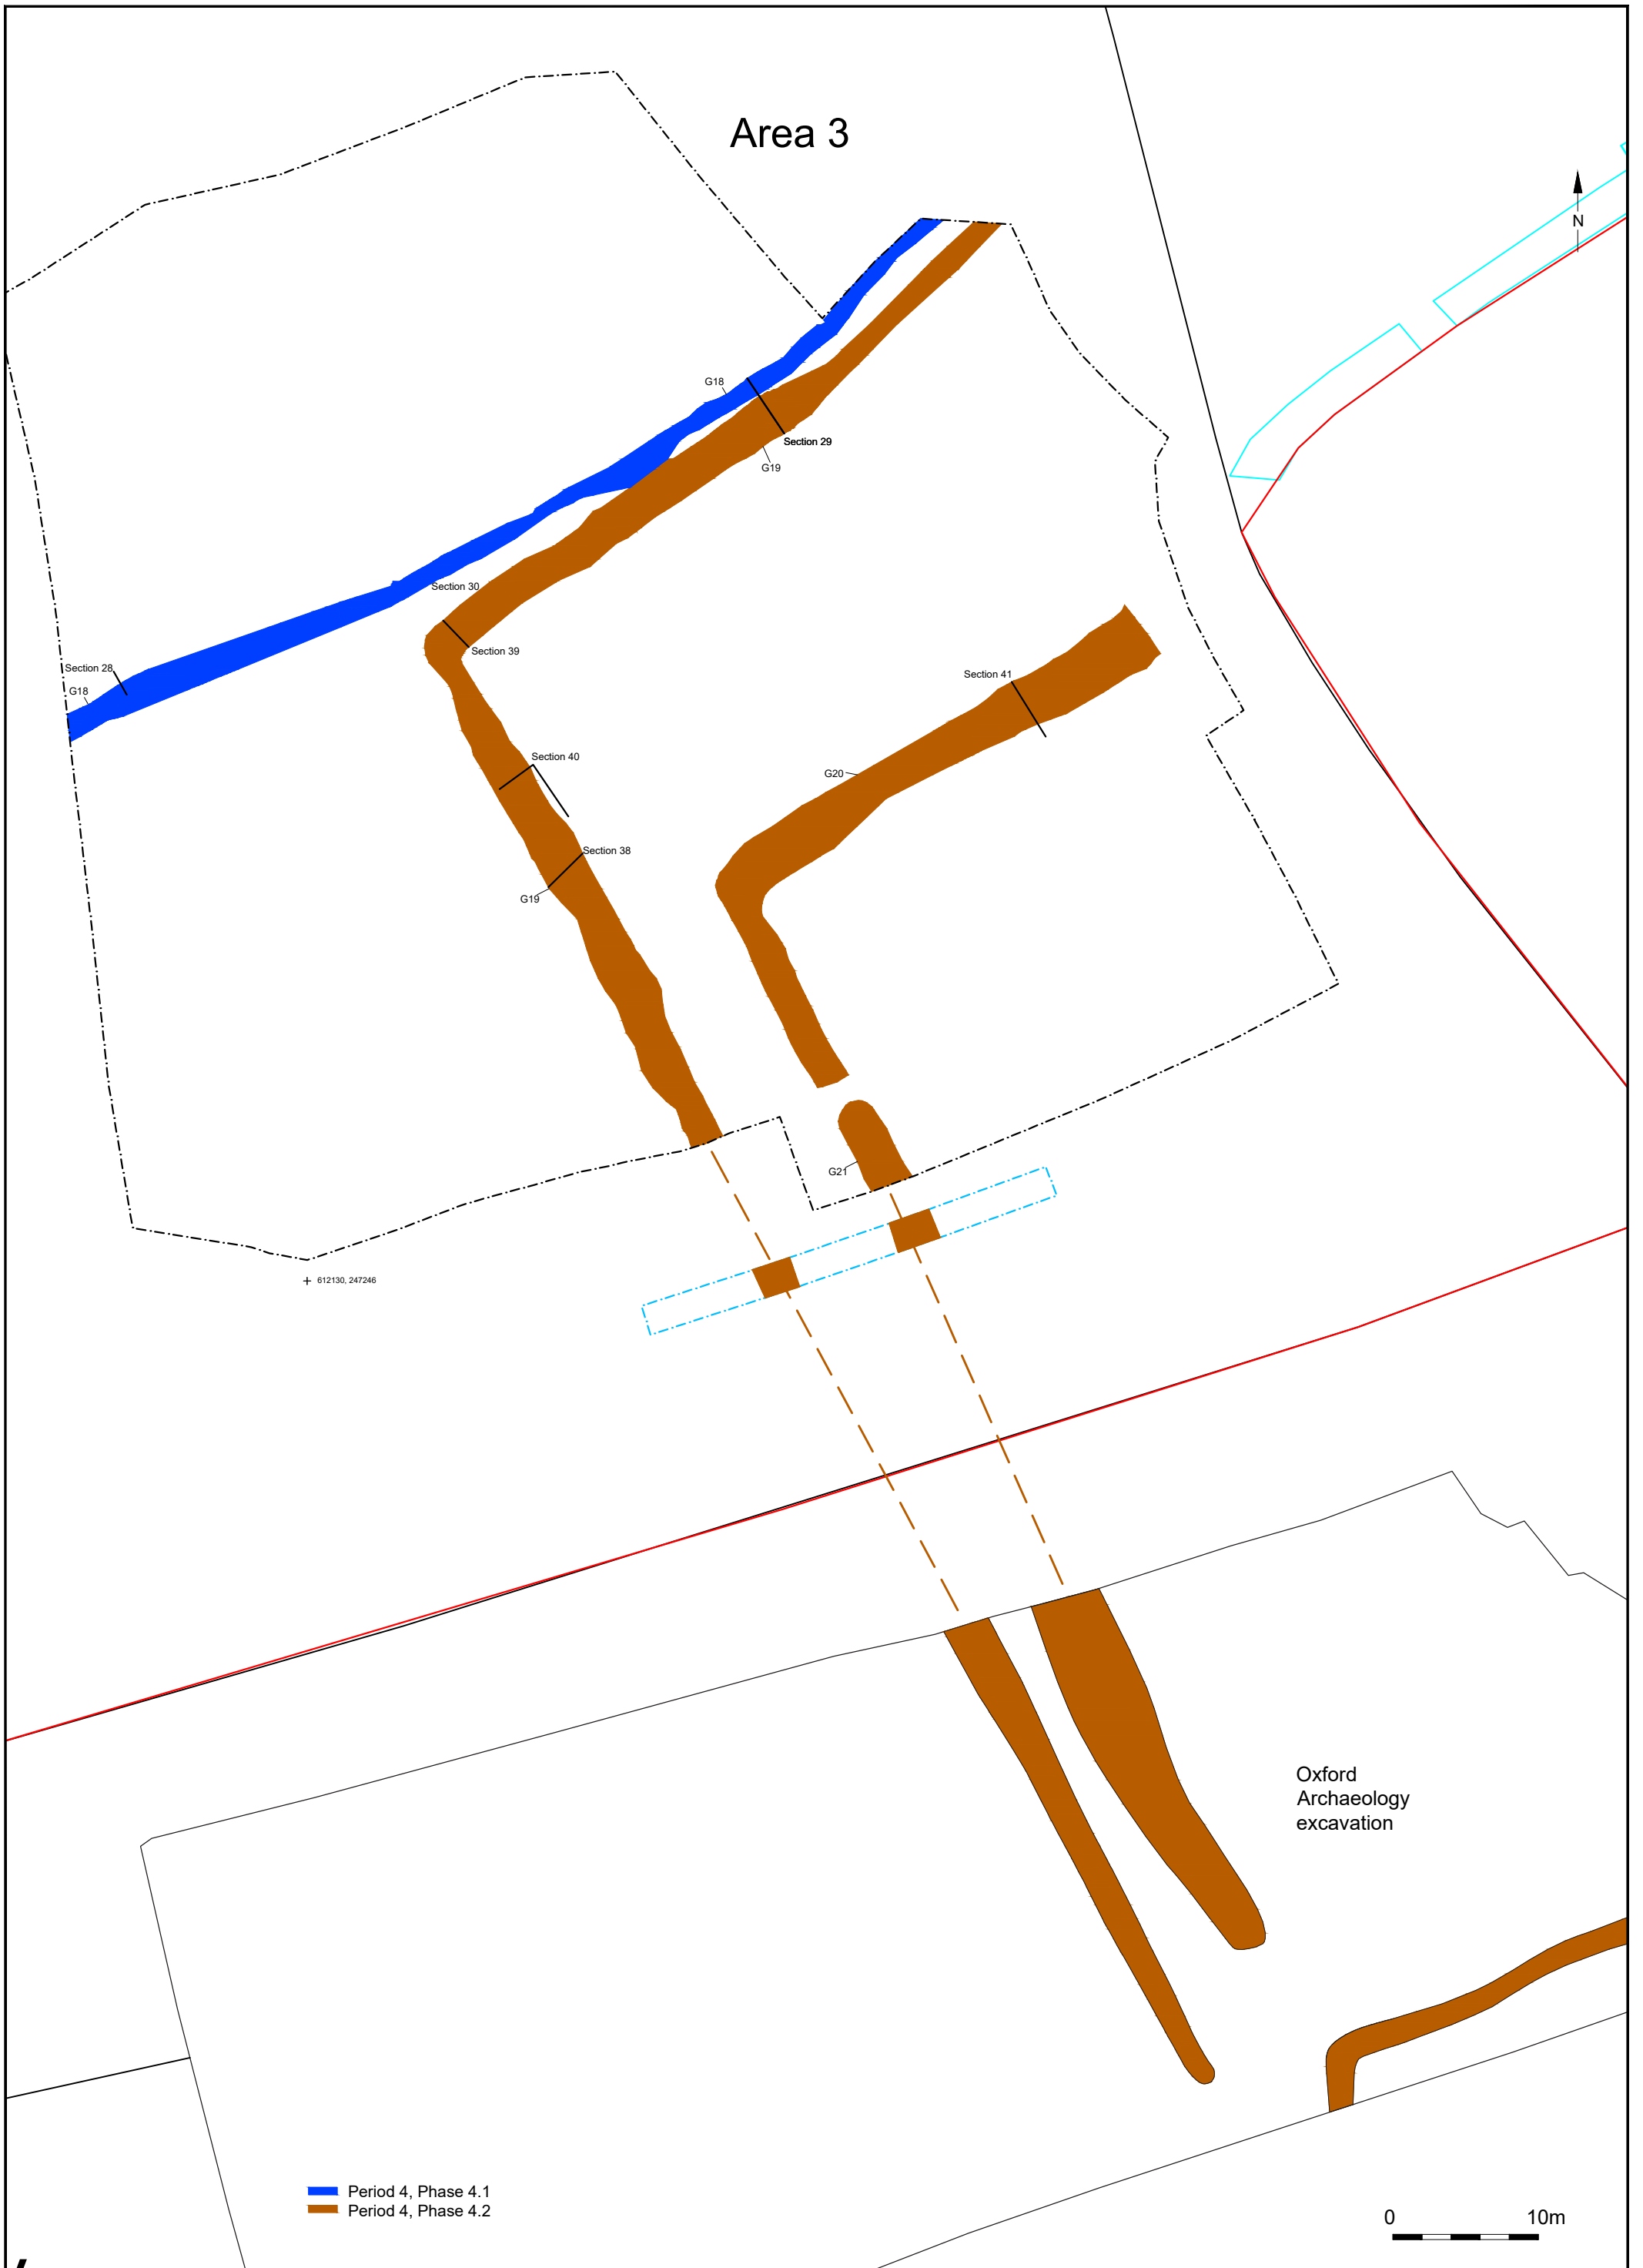 Area 3
N
G18
Section 29
G19
Section 30
Section 39
Section 28
G18
Section 41
Section 40
G20
Section 38
G19
G21
612130, 247246
Oxford
Archaeology
excavation
Period 4, Phase 4.1
Period 4, Phase 4.2
0 10m